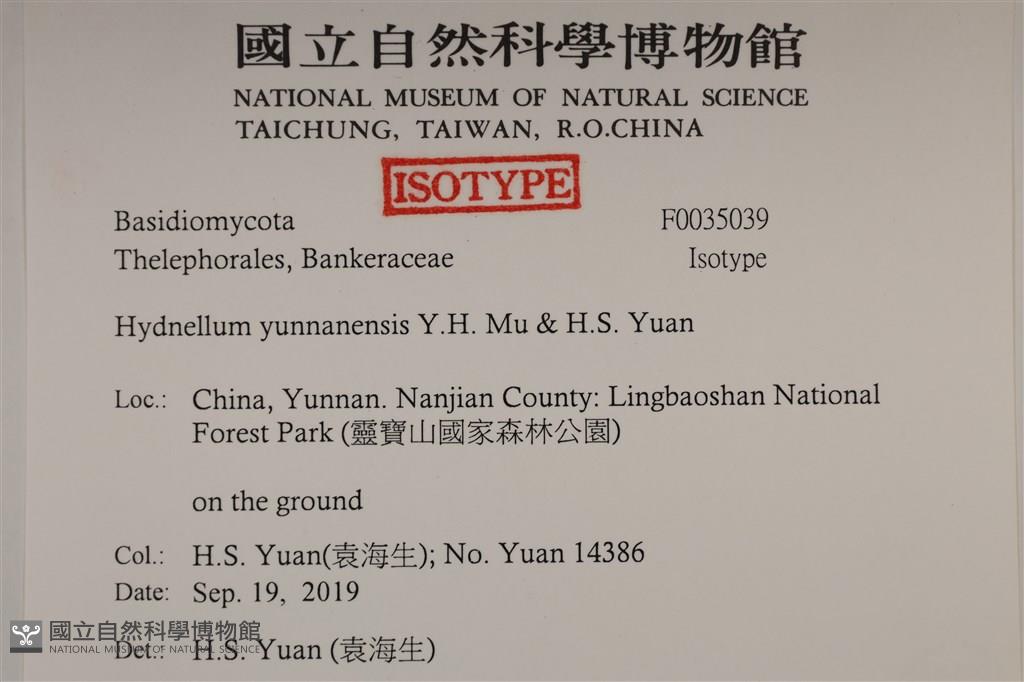 國立自然科學博物館
NATIONAL MUSEUM OF NATURAL SCIENCE
TAICHUNG, TAIWAN, R.O.CHINA
ISOTYPE
Basidiomycota F0035039
Thelephorales, Bankeraceae Isotype
Hydnellum yunnanensis Y.H. Mu & H.S. Yuan
Loc.: China, Yunnan. Nanjian County: Lingbaoshan National
Forest Park (靈寶山國家森林公園)
on the ground
Col.: H.S. Yuan(袁海生); No. Yuan 14386
Date: Sep. 19, 2019
Det.: H.S. Yuan (袁海生)
國立自然科學博物館
NATIONAL MUSEUM OF NATURAL SCIENCE